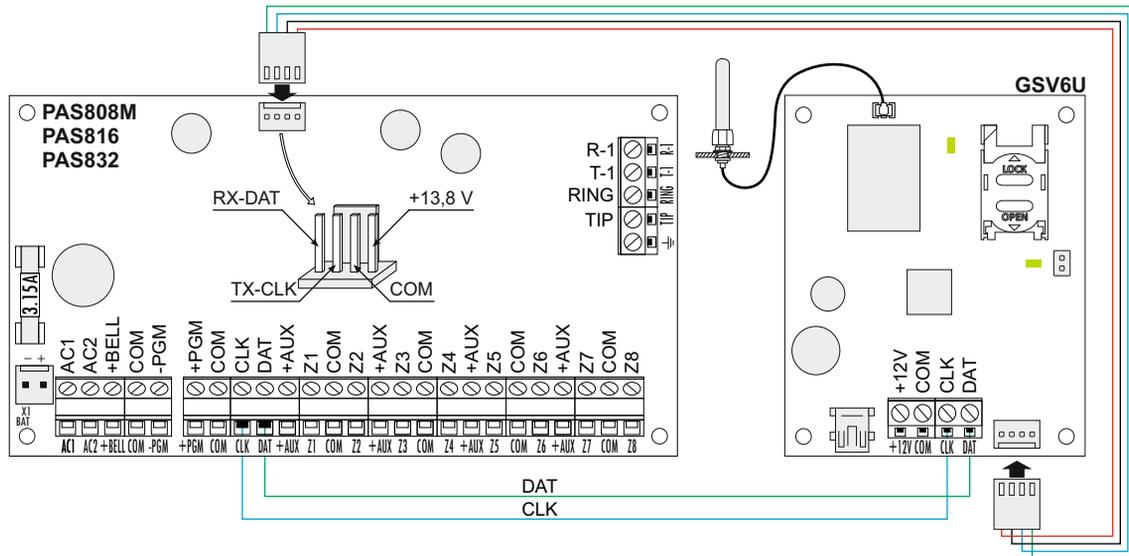 GSV6U
PAS808M
PAS816
PAS832
R-1 R-1
T-1 T-1
RING RING
TIP TIP
LOCK
OPEN
RX-DAT +13,8 V
TX-CLK COM
3.15A
- +
X1
BAT
AC1 AC2 +BELL COM -PGM +PGM COM CLK DAT +AUX Z1 COM Z2 +AUX Z3 COM Z4 +AUX Z5 COM Z6 +AUX Z7 COM Z8
AC1 AC2 +BELL COM -PGM +PGM COM CLK DAT +AUX Z1 COM Z2 +AUX Z3 COM Z4 +AUX Z5 COM Z6 +AUX Z7 COM Z8
+12V COM CLK DAT
+12V COM CLK DAT
DAT
CLK